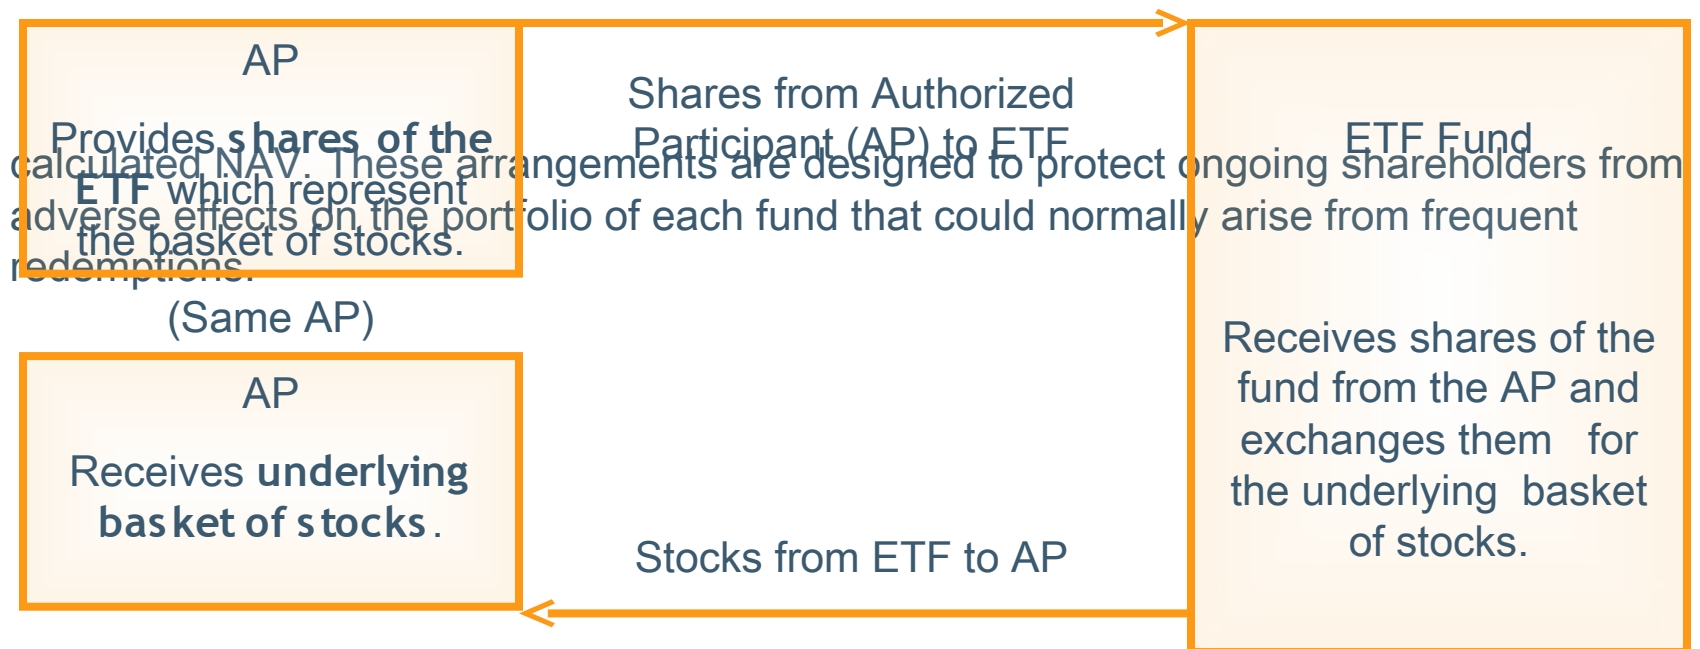 AP
Provides shares of the
ETF which represent
the basket of stocks.
Shares from Authorized
Participant (AP) to ETF
calculated NAV. These arrangements are designed to protect ongoing shareholders from
adverse effects on the portfolio of each fund that could normally arise from frequent
redemptions.
(Same AP)
AP
Receives underlying
basket of stocks.
Stocks from ETF to AP
ETF Fund
Receives shares of the
fund from the AP and
exchanges them for
the underlying basket
of stocks.